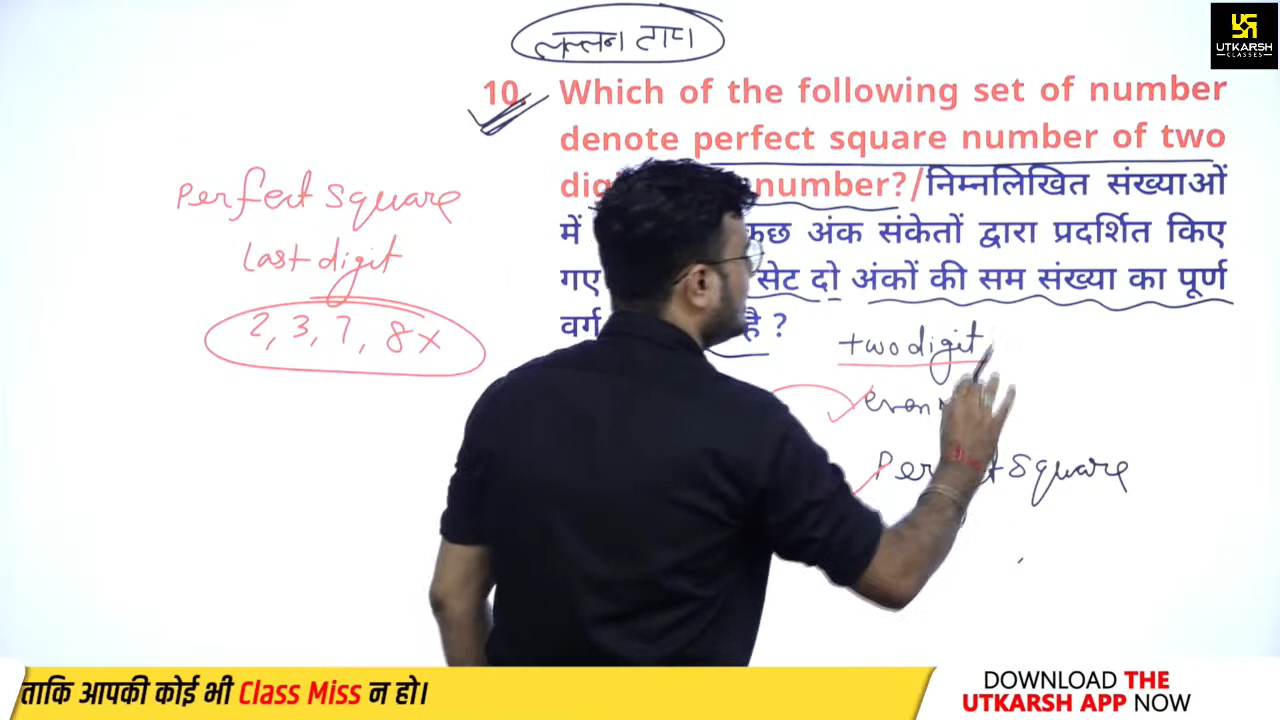 UTKARSH
CLASSES
10. Which of the following set of number
denote perfect square number of two
number?/निम्नलिखित संख्याओं
में कुछ अंक संकेतों द्वारा प्रदर्शित किए
गए सेट दो अंकों की सम संख्या का पूर्ण
वर्ग है ?
Perfect square
last digit
2, 3, 7, 8 x
two digit
Square
ताकि आपकी कोई भी Class Miss न हो।
DOWNLOAD THE
UTKARSH APP NOW